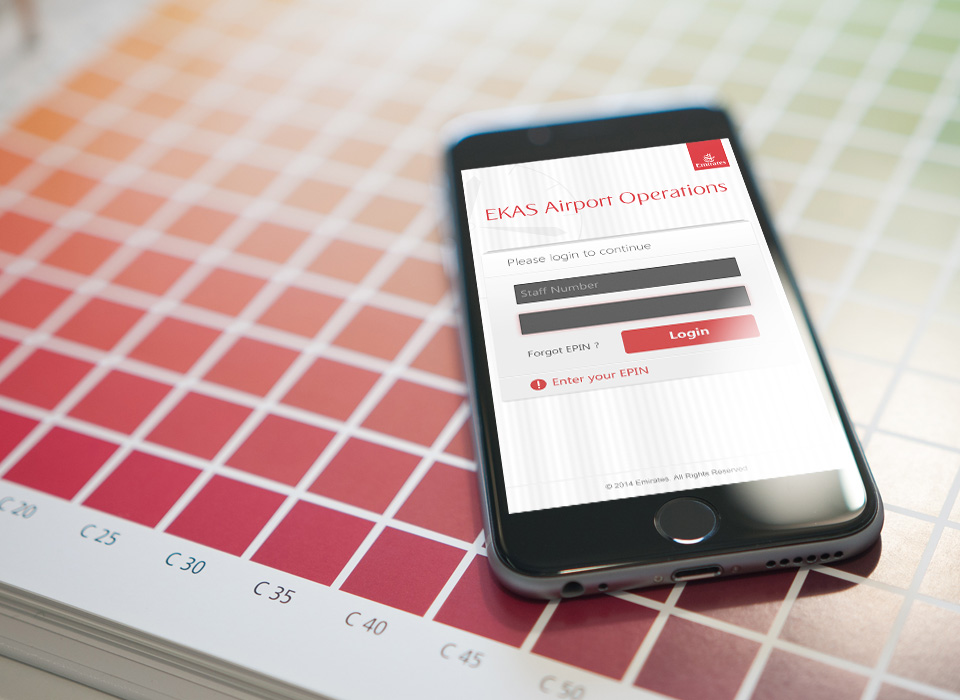 Emirates
EKAS Airport Operations
Please login to continue
Staff Number
Forgot EPIN ?
Login
Enter your EPIN
© 2014 Emirates. All Rights Reserved
C 20
C 25
C 30
C 35
C 40
C 45
C 50